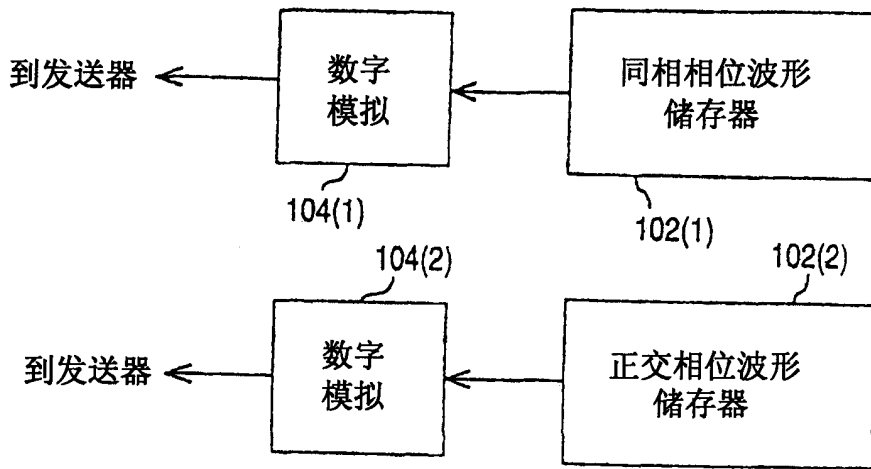 到发送器
数字
模拟
同相相位波形
储存器
104(1)
102(1)
104(2)
102(2)
到发送器
数字
模拟
正交相位波形
储存器